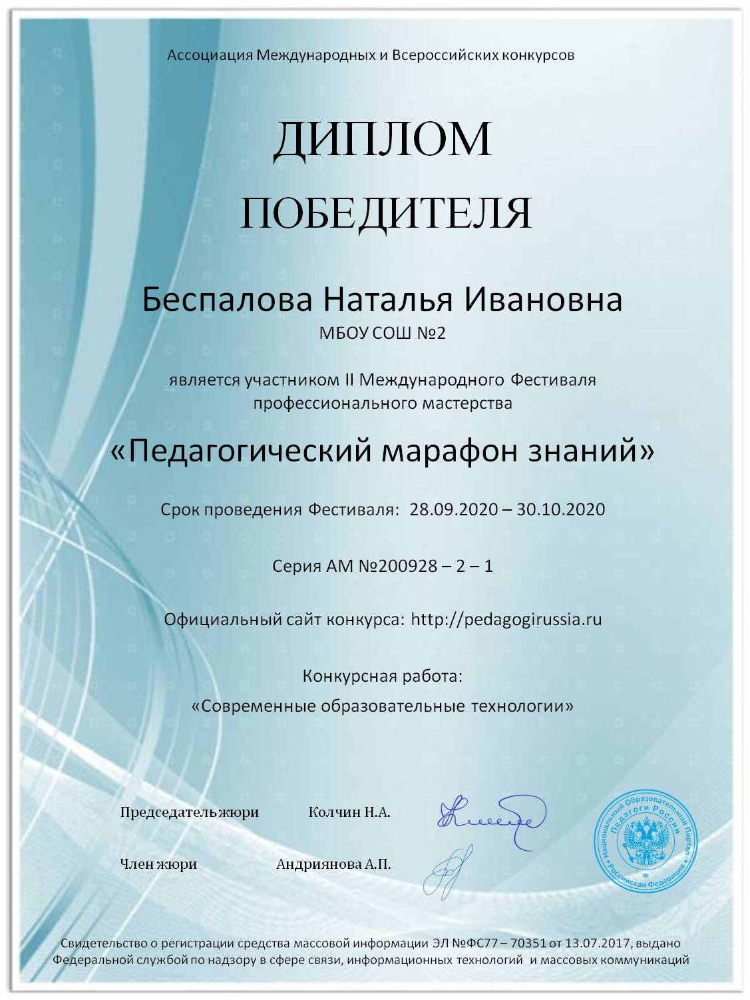 Ассоциация Международных и Всероссийских конкурсов
ДИПЛОМ
ПОБЕДИТЕЛЯ
Беспалова Наталья Ивановна
МБОУ СОШ №2
является участником II Международного Фестиваля
профессионального мастерства
«Педагогический марафон знаний»
Срок проведения Фестиваля: 28.09.2020 – 30.10.2020
Серия АМ №200928 – 2 – 1
Официальный сайт конкурса: http://pedagogirussia.ru
Конкурсная работа:
«Современные образовательные технологии»
Председатель жюри Колчин Н.А.
Член жюри Андриянова А.П.
Национальный Образовательный Портал
Педагоги России
* Российская Федерация *
Свидетельство о регистрации средства массовой информации ЭЛ №ФС77 – 70351 от 13.07.2017, выдано
Федеральной службой по надзору в сфере связи, информационных технологий и массовых коммуникаций